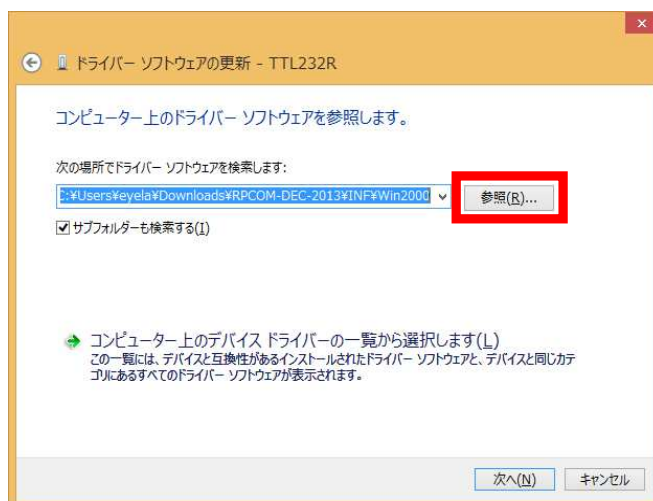 ドライバー ソフトウェアの更新 - TTL232R
コンピューター上のドライバー ソフトウェアを参照します。
次の場所でドライバー ソフトウェアを検索します:
C:¥Users¥eyela¥Downloads¥RPCOM-DEC-2013¥INF¥Win2000
参照(R)...
サブフォルダーも検索する(I)
コンピューター上のデバイス ドライバーの一覧から選択します(L)
この一覧には、デバイスと互換性があるインストールされたドライバー ソフトウェアと、デバイスと同じカテ
ゴリにあるすべてのドライバー ソフトウェアが表示されます。
次へ(N)
キャンセル